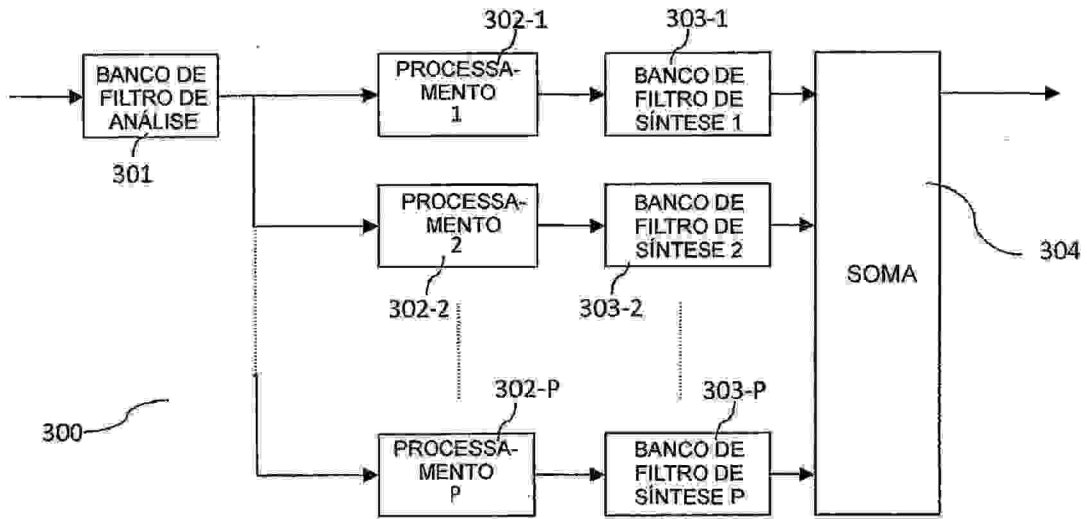 302-1
303-1
BANCO DE
FILTRO DE
ANÁLISE
301
PROCESSA-
MENTO
1
BANCO DE
FILTRO DE
SÍNTESE 1
PROCESSA-
MENTO
2
302-2
BANCO DE
FILTRO DE
SÍNTESE 2
303-2
SOMA
304
300
302-P
303-P
PROCESSA-
MENTO
P
BANCO DE
FILTRO DE
SÍNTESE P